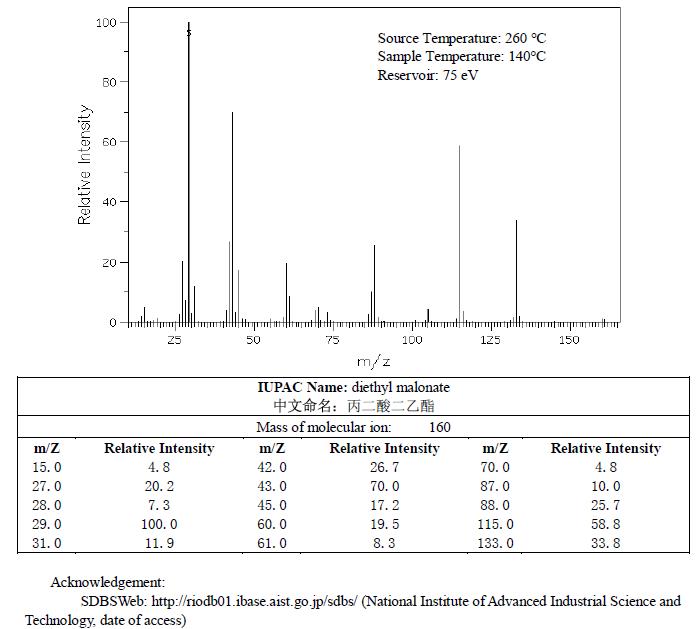 100
80
60
40
20
0
Relative Intensity
Source Temperature: 260 °C
Sample Temperature: 140°C
Reservoir: 75 eV
25 50 75 100 125 150
m/z
IUPAC Name: diethyl malonate
中文命名: 丙二酸二乙酯
Mass of molecular ion: 160
m/Z Relative Intensity m/Z Relative Intensity m/Z Relative Intensity
15.0 4.8 42.0 26.7 70.0 4.8
27.0 20.2 43.0 70.0 87.0 10.0
28.0 7.3 45.0 17.2 88.0 25.7
29.0 100.0 60.0 19.5 115.0 58.8
31.0 11.9 61.0 8.3 133.0 33.8
Acknowledgement:
SDBSWeb: http://riodb01.ibase.aist.go.jp/sdbs/ (National Institute of Advanced Industrial Science and
Technology, date of access)